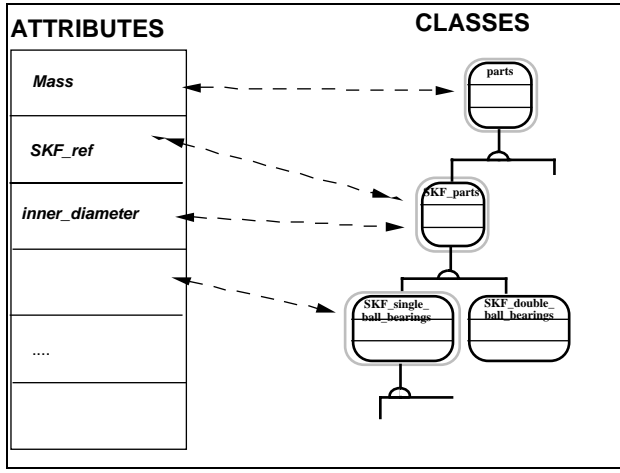 ATTRIBUTES
Mass
SKF_ref
inner_diameter
....
CLASSES
parts
SKF_parts
SKF_single_
ball_bearings
SKF_double_
ball_bearings